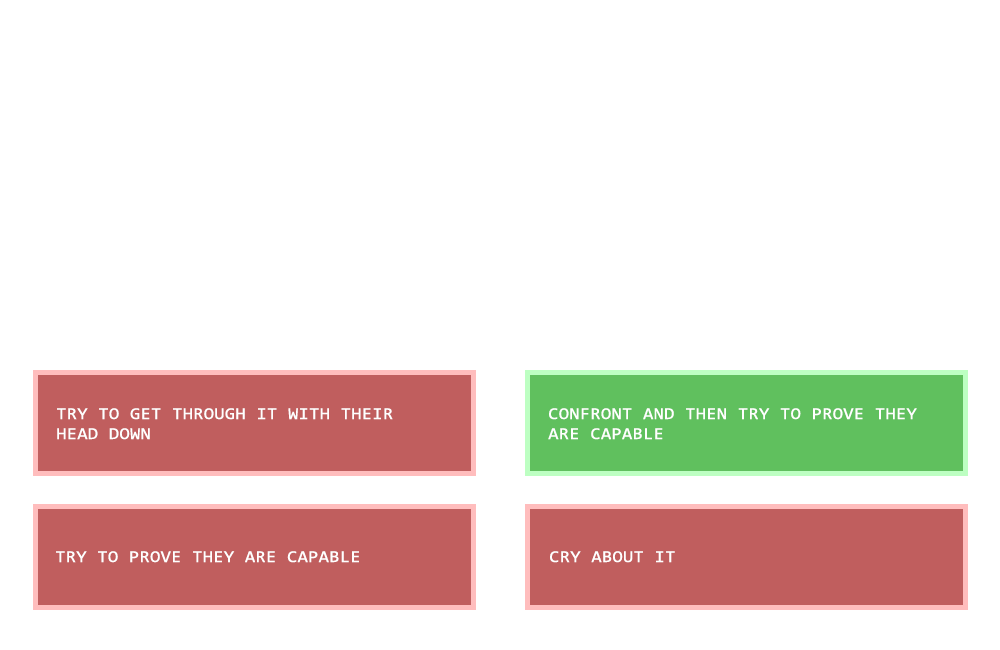 TRY TO GET THROUGH IT WITH THEIR
HEAD DOWN
CONFRONT AND THEN TRY TO PROVE THEY
ARE CAPABLE
TRY TO PROVE THEY ARE CAPABLE
CRY ABOUT IT